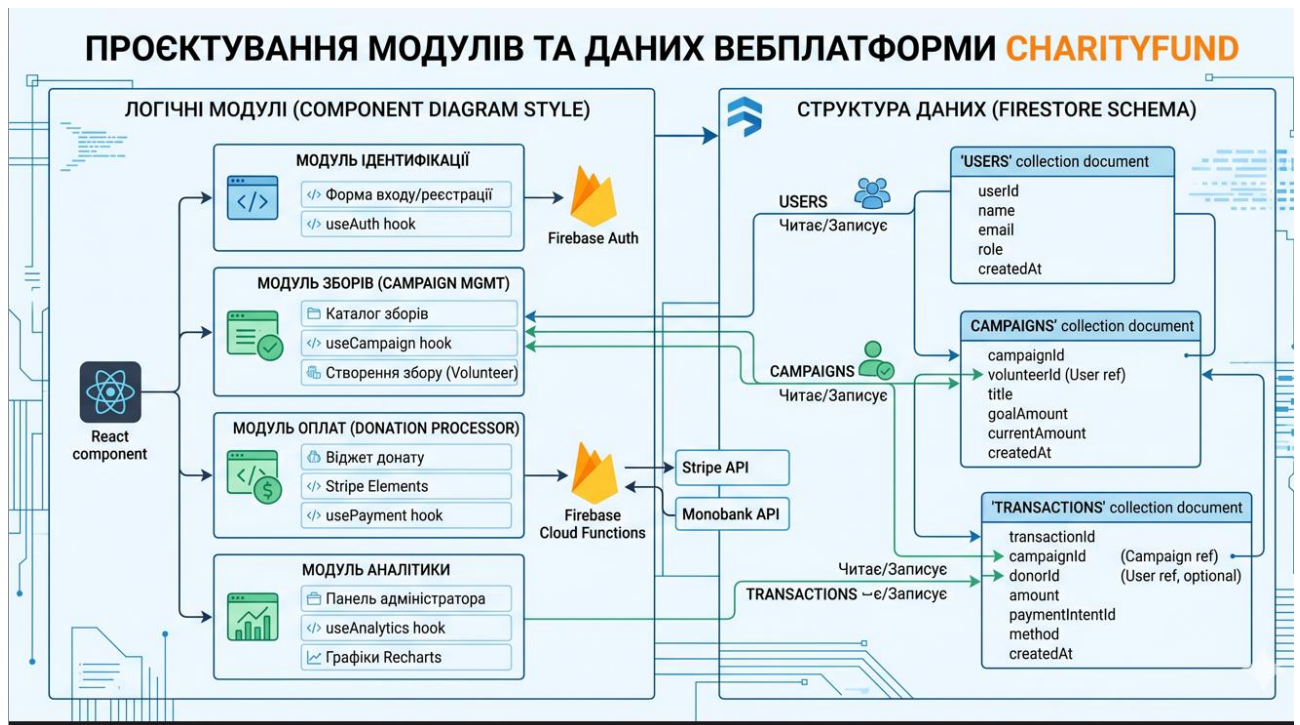 ПРОЄКТУВАННЯ МОДУЛІВ ТА ДАНИХ ВЕБПЛАТФОРМИ CHARITYFUND
ЛОГІЧНІ МОДУЛІ (COMPONENT DIAGRAM STYLE)
React
component
МОДУЛЬ ІДЕНТИФІКАЦІЇ
Форма входу/реєстрації
useAuth hook
Firebase Auth
МОДУЛЬ ЗБОРІВ (CAMPAIGN MGMT)
Каталог зборів
useCampaign hook
Створення збору (Volunteer)
МОДУЛЬ ОПЛАТ (DONATION PROCESSOR)
Віджет донату
Stripe Elements
usePayment hook
Firebase
Cloud Functions
Stripe API
Monobank API
МОДУЛЬ АНАЛІТИКИ
Панель адміністратора
useAnalytics hook
Графіки Recharts
СТРУКТУРА ДАНИХ (FIRESTORE SCHEMA)
USERS
Читає/Записує
CAMPAIGNS
Читає/Записує
Читає/Записує
TRANSACTIONS є/Записує
'USERS' collection document
userId
name
email
role
createdAt
CAMPAIGNS' collection document
campaignId
volunteerId (User ref)
title
goalAmount
currentAmount
createdAt
'TRANSACTIONS' collection document
transactionId
campaignId (Campaign ref)
donorId (User ref, optional)
amount
paymentIntentId
method
createdAt